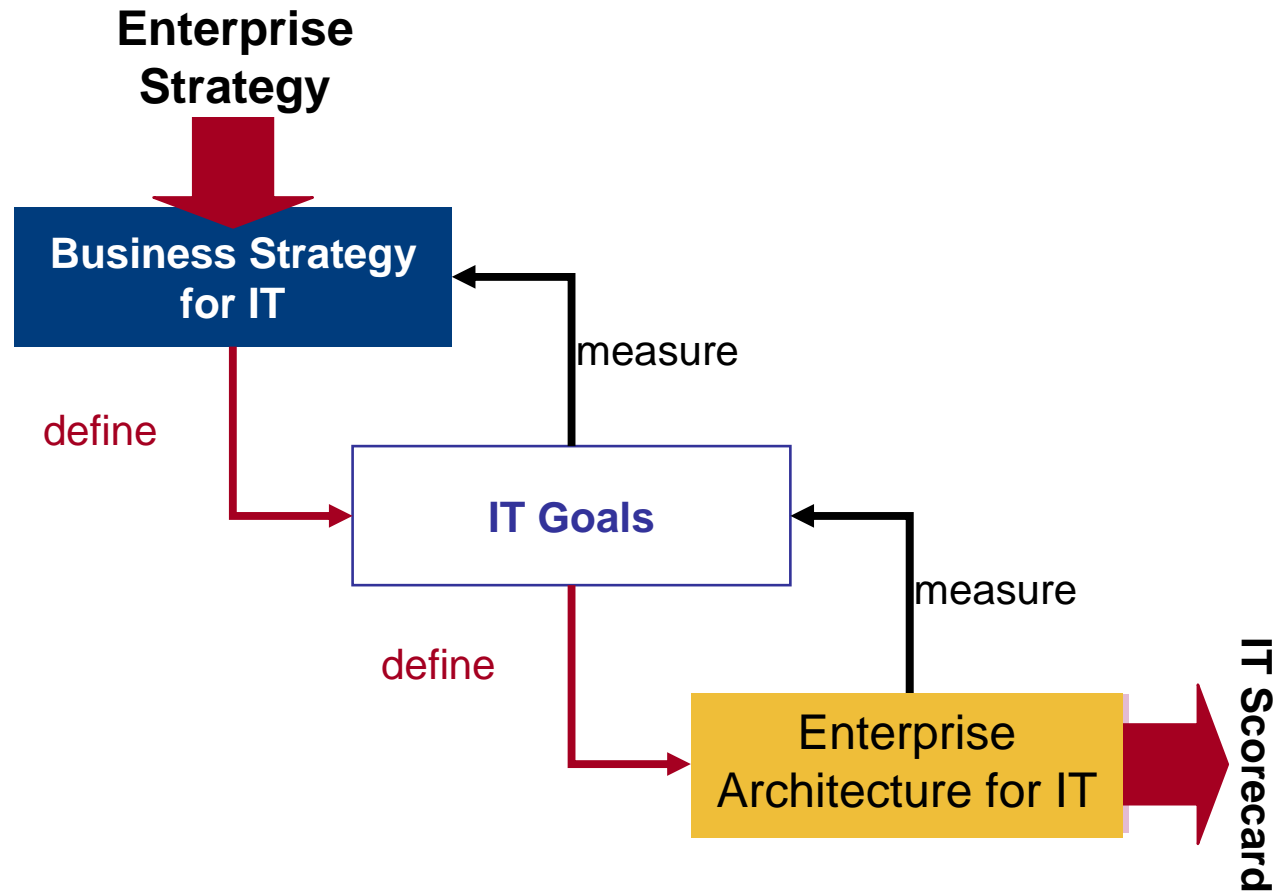 Enterprise
Strategy
Business Strategy
for IT
measure
define
IT Goals
measure
define
Enterprise
Architecture for IT
IT Scorecard